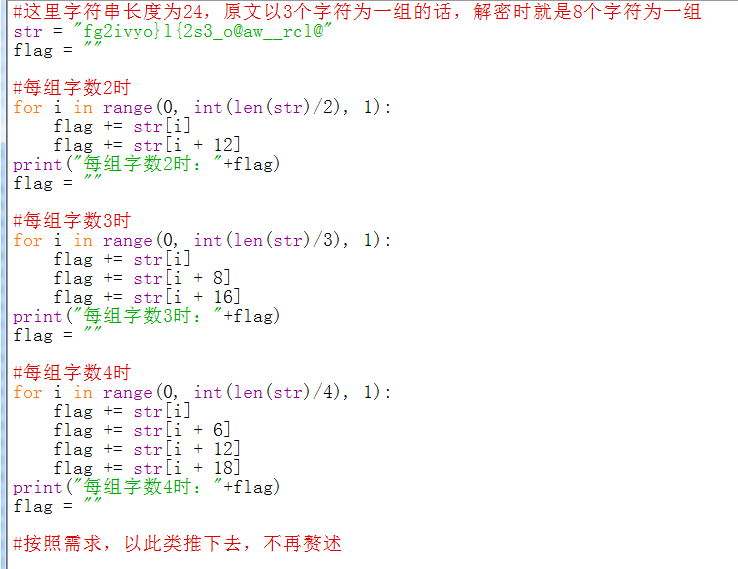 #这里字符串长度为24，原文以3个字符为一组的话，解密时就是8个字符为一组
str = "fg2ivyo}l{2s3_o@aw__rcl@"
flag = ""
#每组字数2时
for i in range(0, int(len(str)/2), 1):
    flag += str[i]
    flag += str[i + 12]
print("每组字数2时："+flag)
flag = ""
#每组字数3时
for i in range(0, int(len(str)/3), 1):
    flag += str[i]
    flag += str[i + 8]
    flag += str[i + 16]
print("每组字数3时："+flag)
flag = ""
#每组字数4时
for i in range(0, int(len(str)/4), 1):
    flag += str[i]
    flag += str[i + 6]
    flag += str[i + 12]
    flag += str[i + 18]
print("每组字数4时："+flag)
flag = ""
#按照需求，以此类推下去，不再赘述